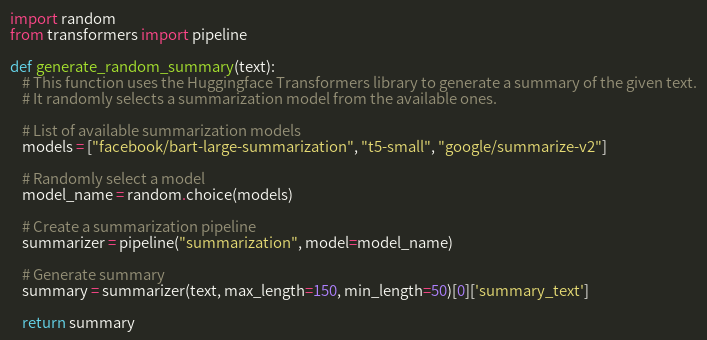 import random
from transformers import pipeline

def generate_random_summary(text):
    # This function uses the Huggingface Transformers library to generate a summary of the given text.
    # It randomly selects a summarization model from the available ones.

    # List of available summarization models
    models = ["facebook/bart-large-summarization", "t5-small", "google/summarize-v2"]

    # Randomly select a model
    model_name = random.choice(models)

    # Create a summarization pipeline
    summarizer = pipeline("summarization", model=model_name)

    # Generate summary
    summary = summarizer(text, max_length=150, min_length=50)[0]['summary_text']

    return summary